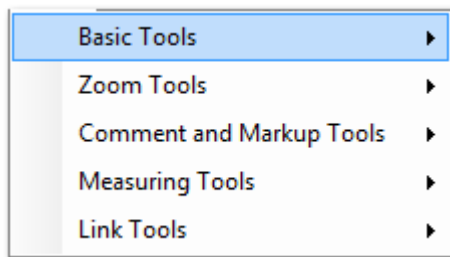 Basic Tools
Zoom Tools
Comment and Markup Tools
Measuring Tools
Link Tools